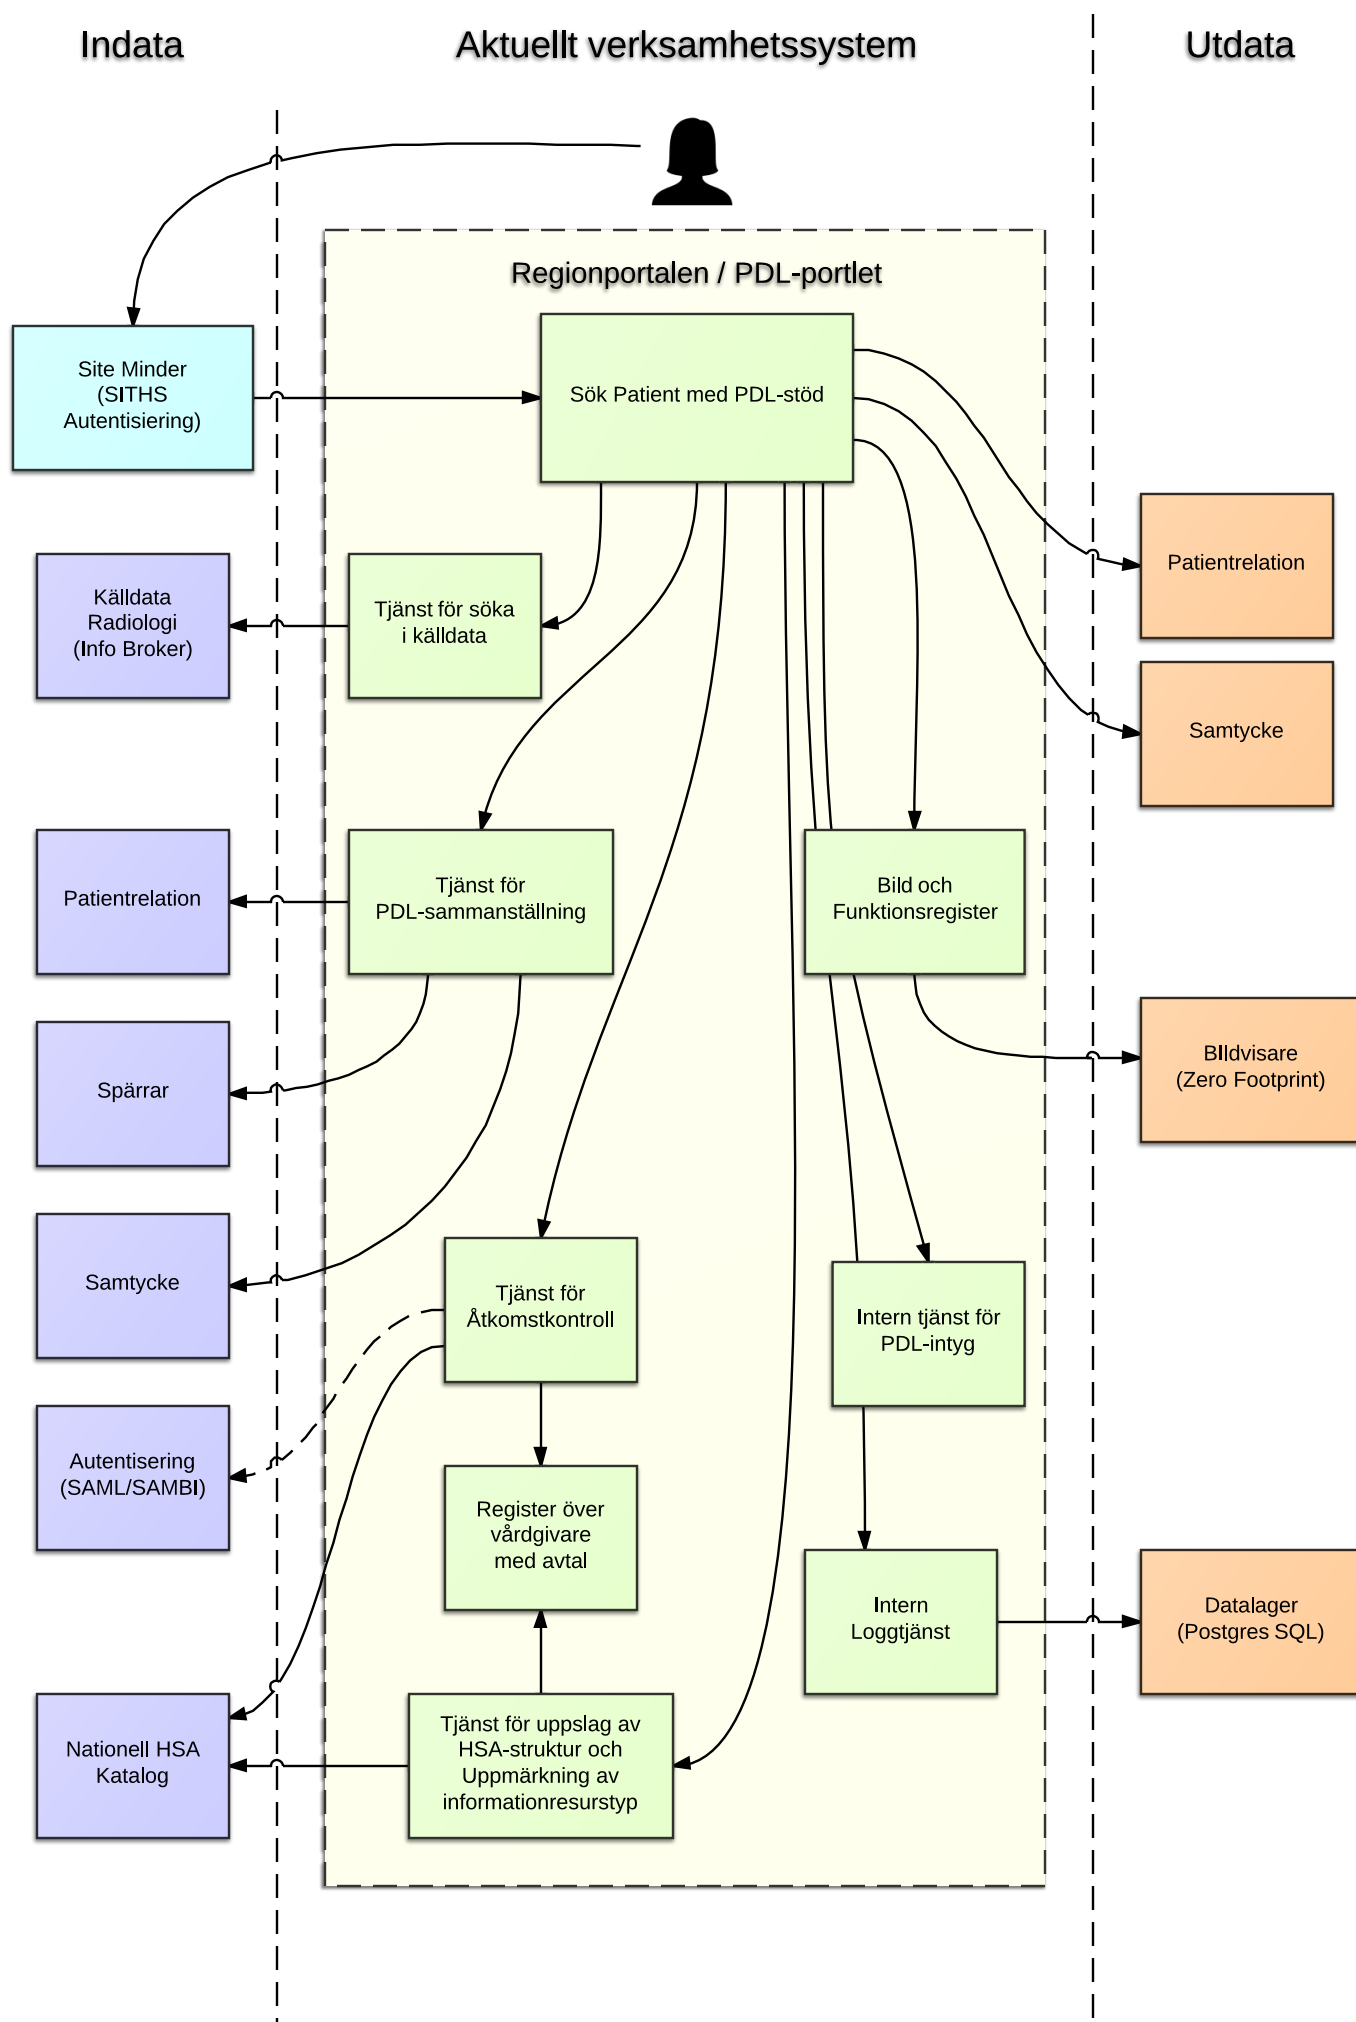 Indata
Aktuellt verksamhetssystem
Utdata
Regionportalen / PDL-portlet
Site Minder
(SITHS
Autentisiering)
Sök Patient med PDL-stöd
Patientrelation
Källdata
Radiologi
(Info Broker)
Tjänst för söka
i källdata
Samtycke
Patientrelation
Tjänst för
PDL-sammanställning
Bild och
Funktionsregister
Spärrar
BIldvisare
(Zero Footprint)
Samtycke
Tjänst för
Åtkomstkontroll
Intern tjänst för
PDL-intyg
Autentisering
(SAML/SAMBI)
Register över
vårdgivare
med avtal
Intern
Loggtjänst
Datalager
(Postgres SQL)
Nationell HSA
Katalog
Tjänst för uppslag av
HSA-struktur och
Uppmärkning av
informationresurstyp